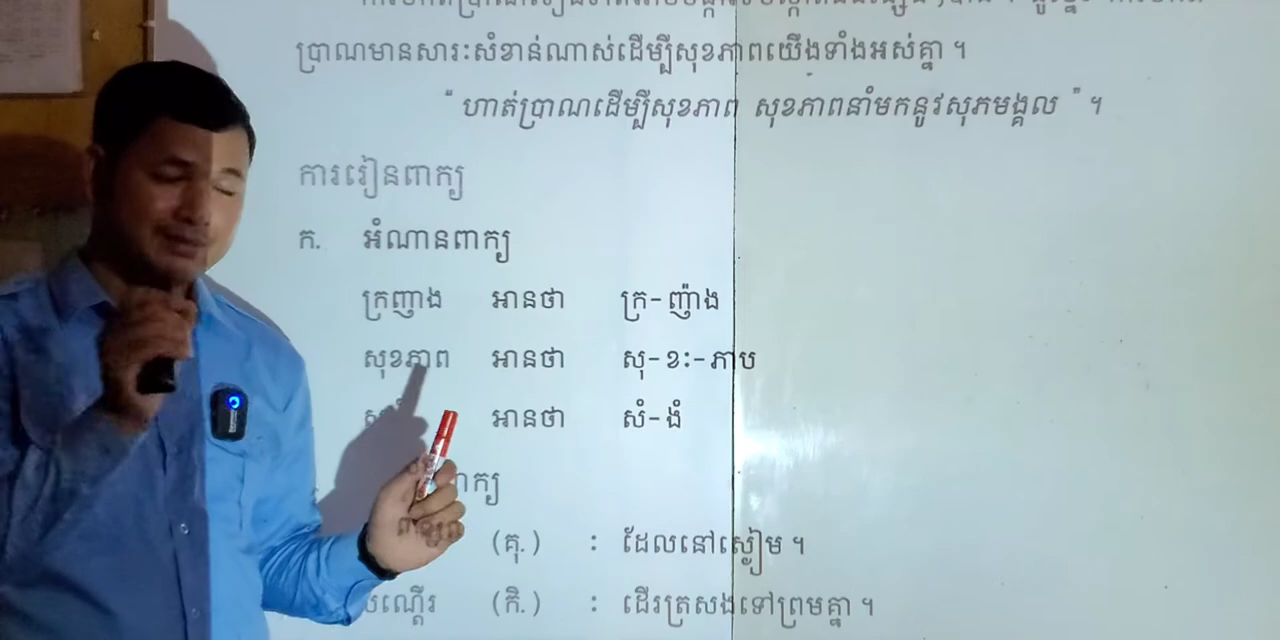 ប្រាណមានសារៈសំខាន់ណាស់ដើម្បីសុខភាពយើងទាំងអស់គ្នា ។
" ហាត់ប្រាណដើម្បីសុខភាព សុខភាពនាំមកនូវសុភមង្គល " ។
ការរៀនពាក្យ
ក. អំណានពាក្យ
ក្រញាង អានថា ក្រ-ញ៉ាង
សុខភាព អានថា សុ-ខៈ-ភាប
អានថា សំ-ងំ
(គុ.) : ដែលនៅស្ងៀម ។
(កិ.) : ដើរត្រសងទៅព្រមគ្នា ។